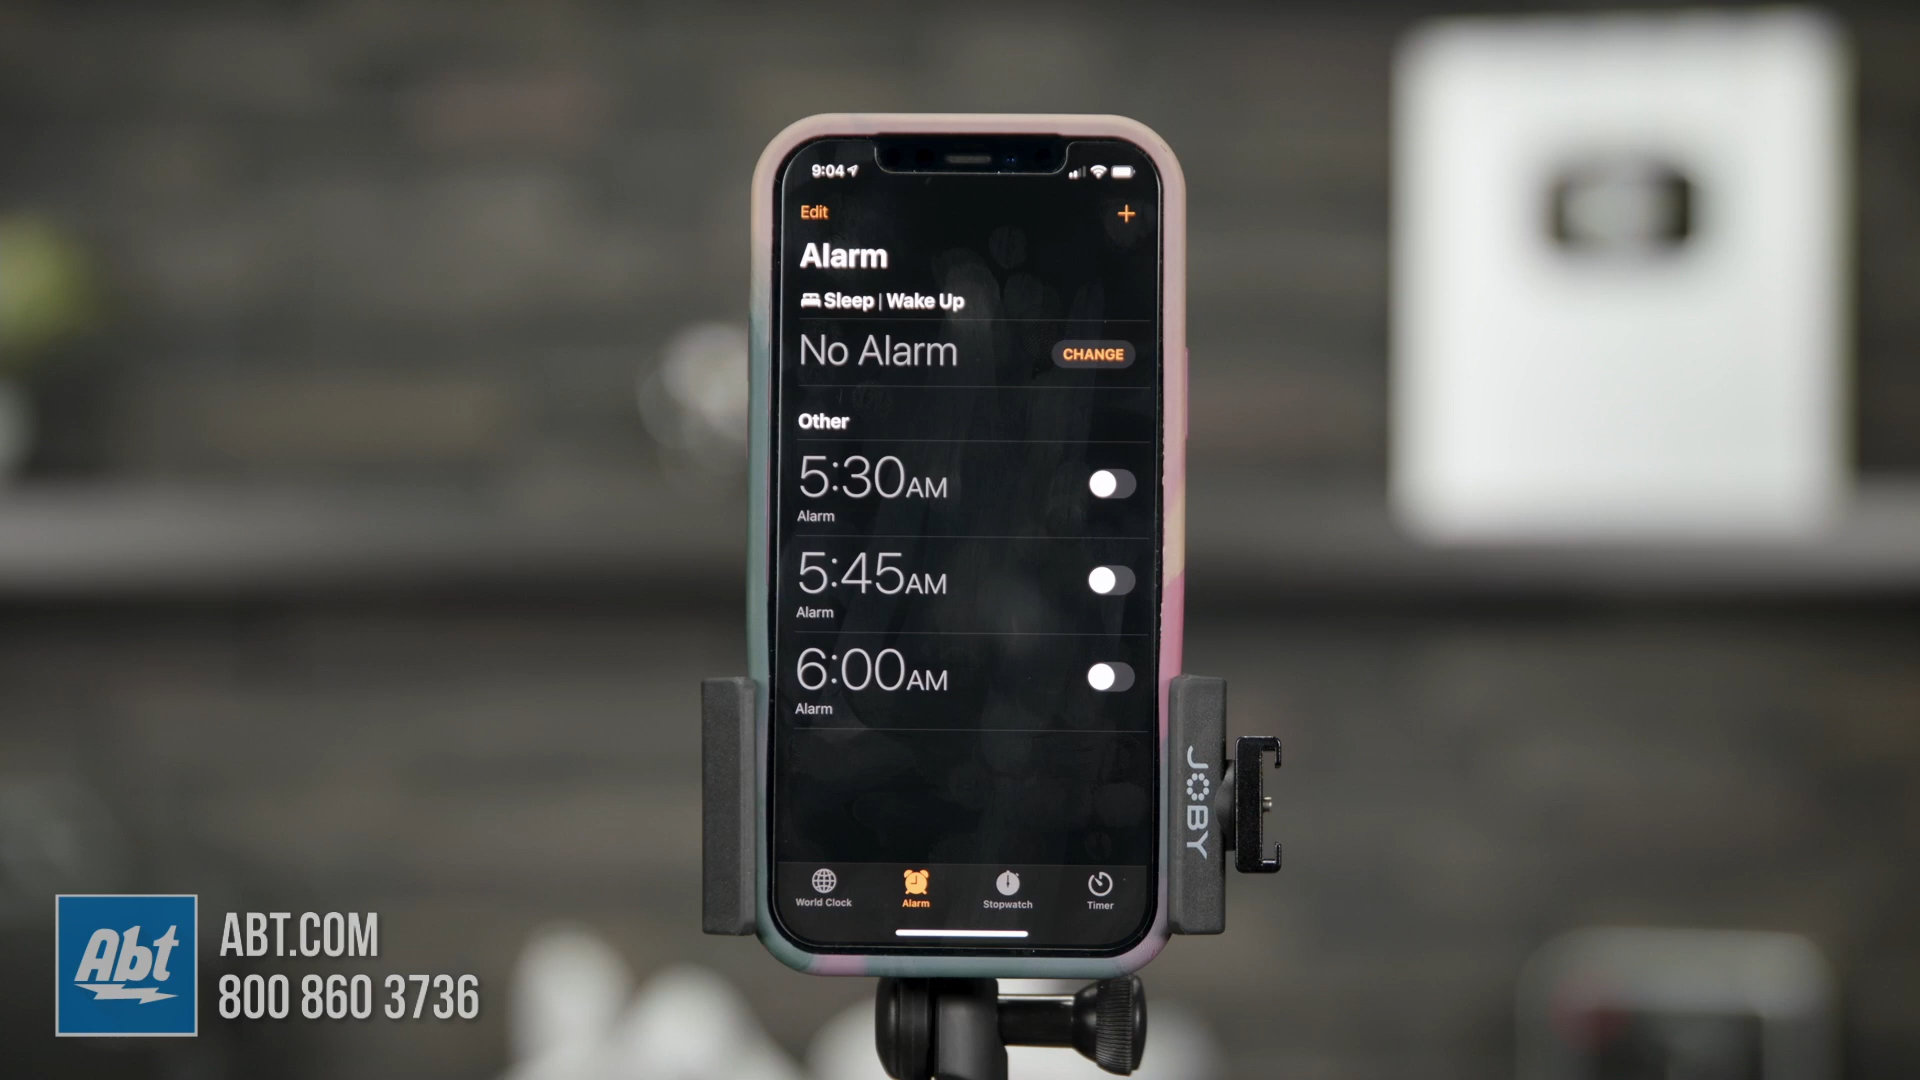 9:04
Edit
+
Alarm
Sleep | Wake Up
No Alarm
CHANGE
Other
5:30AM
Alarm
5:45AM
Alarm
6:00AM
Alarm
World Clock
Alarm
Stopwatch
Timer
JOBY
Abt
ABT.COM
800 860 3736